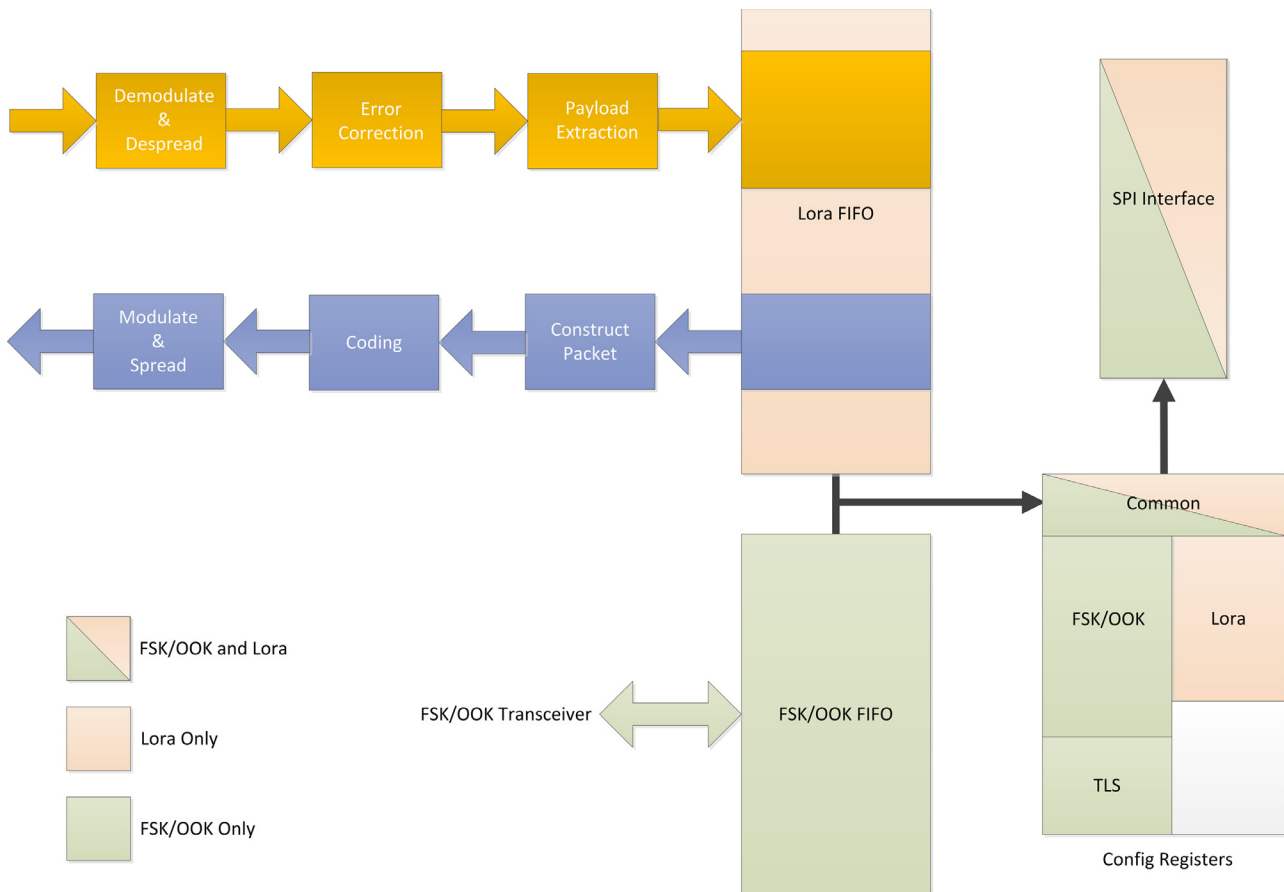 Demodulate
&
Despread
Error
Correction
Payload
Extraction
Lora FIFO
SPI Interface
Modulate
&
Spread
Coding
Construct
Packet
Common
FSK/OOK
Lora
TLS
Config Registers
FSK/OOK and Lora
Lora Only
FSK/OOK Only
FSK/OOK Transceiver
FSK/OOK FIFO